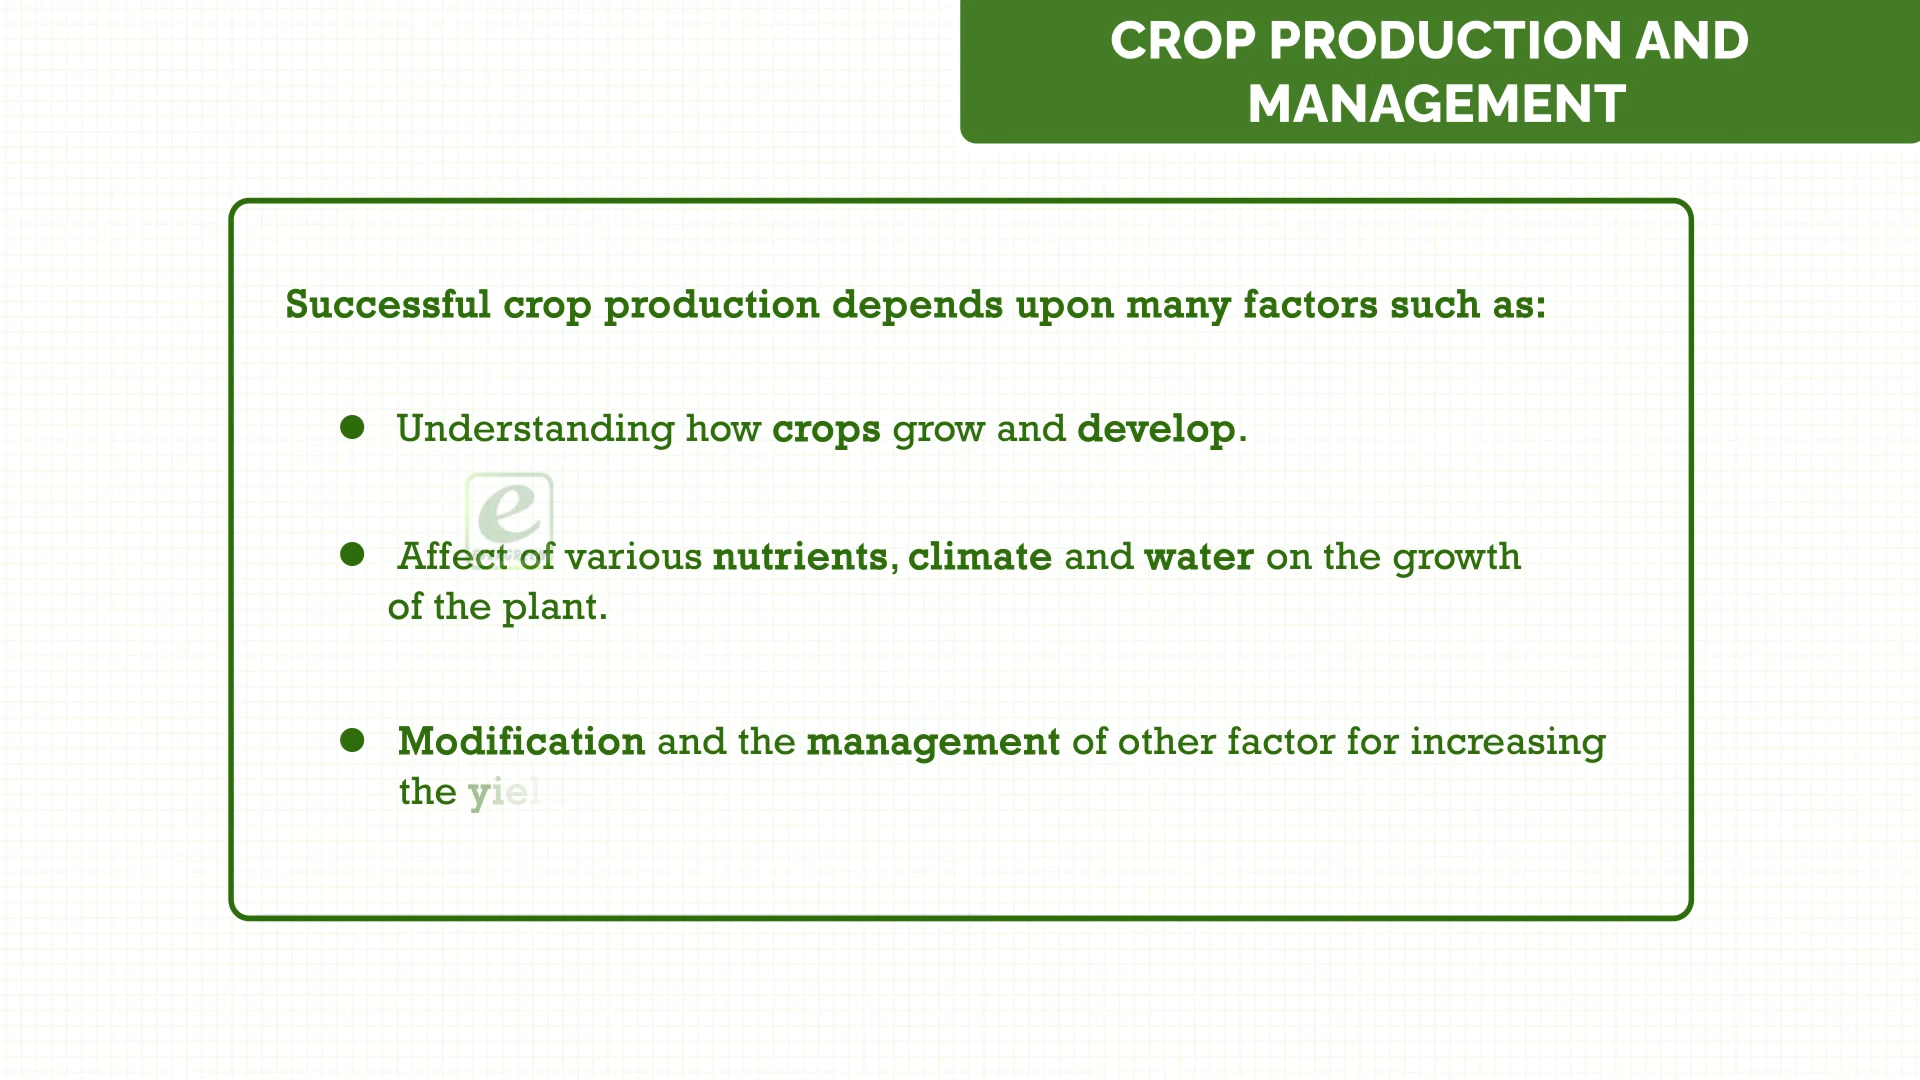 CROP PRODUCTION AND
MANAGEMENT
Successful crop production depends upon many factors such as:
● Understanding how crops grow and develop.
● Affect of various nutrients, climate and water on the growth
of the plant.
● Modification and the management of other factor for increasing
the yield
e